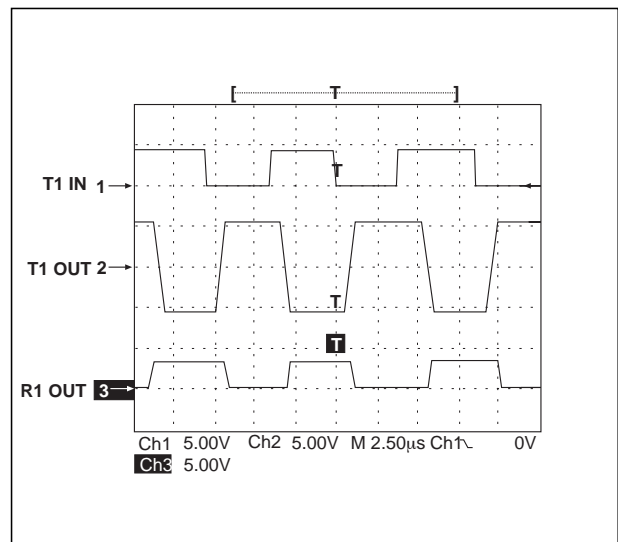 [ T ]
T
T1 IN 1
T1 OUT 2
T
T
R1 OUT 3
Ch1 5.00V Ch2 5.00V M 2.50µs Ch1 0V
Ch3 5.00V